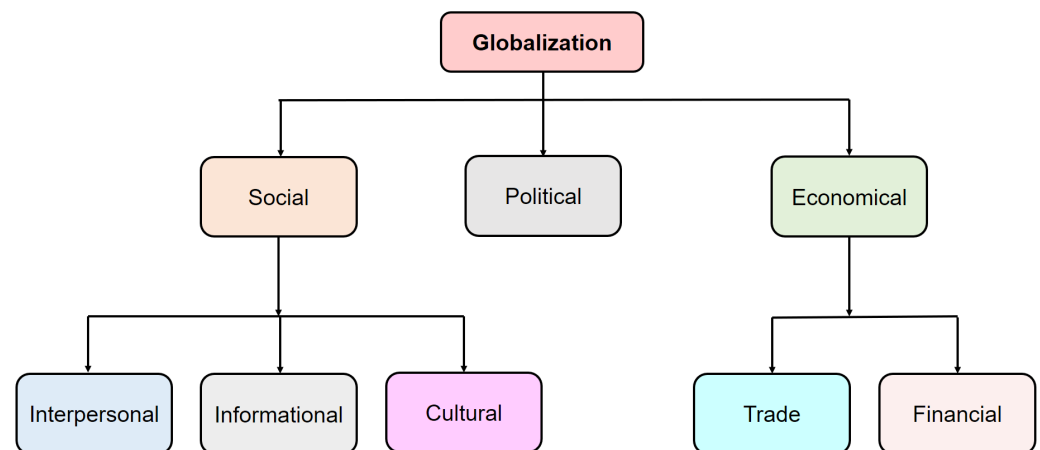 Globalization
Social
Political
Economical
Interpersonal
Informational
Cultural
Trade
Financial